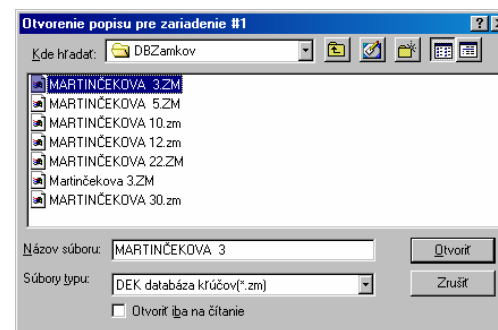 Otvorenie popisu pre zariadenie #1
Kde hľadať: DBZamkov
MARTINČEKOVA  3.ZM
MARTINČEKOVA  5.ZM
MARTINČEKOVA 10.zm
MARTINČEKOVA 12.zm
MARTINČEKOVA 22.ZM
Martinčekova 3.ZM
MARTINČEKOVA 30.zm
Názov súboru: MARTINČEKOVA  3 Otvoriť
Súbory typu: DEK databáza kľúčov(*.zm) Zrušiť
Otvoriť iba na čítanie